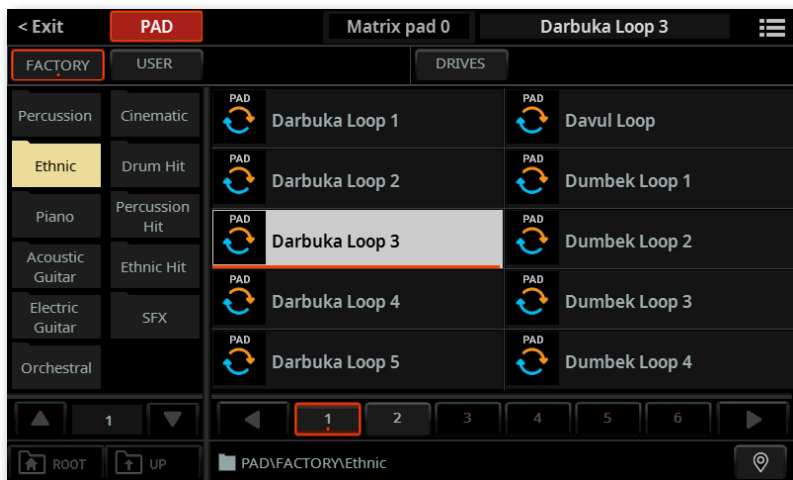 < Exit PAD Matrix pad 0 Darbuka Loop 3
FACTORY USER DRIVES
Percussion
Cinematic
Ethnic
Drum Hit
Piano
Percussion
Hit
Acoustic
Guitar
Ethnic Hit
Electric
Guitar
SFX
Orchestral
PAD
Darbuka Loop 1
PAD
Davul Loop
PAD
Darbuka Loop 2
PAD
Dumbek Loop 1
PAD
Darbuka Loop 3
PAD
Dumbek Loop 2
PAD
Darbuka Loop 4
PAD
Dumbek Loop 3
PAD
Darbuka Loop 5
PAD
Dumbek Loop 4
1
1 2 3 4 5 6
ROOT UP
PAD\FACTORY\Ethnic